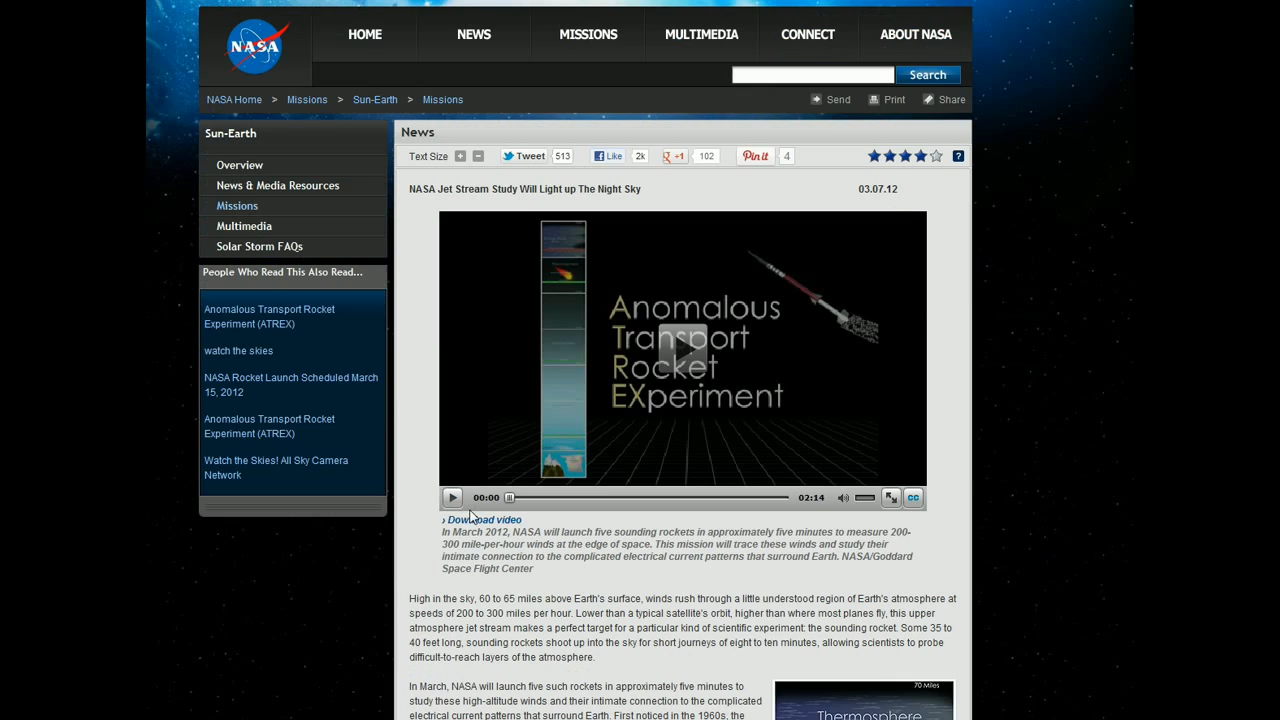 NASA
HOME NEWS MISSIONS MULTIMEDIA CONNECT ABOUT NASA
Search
NASA Home > Missions > Sun-Earth > Missions
Send Print Share
Sun-Earth
Overview
News & Media Resources
Missions
Multimedia
Solar Storm FAQs
People Who Read This Also Read...
Anomalous Transport Rocket
Experiment (ATREX)
watch the skies
NASA Rocket Launch Scheduled March
15, 2012
Anomalous Transport Rocket
Experiment (ATREX)
Watch the Skies! All Sky Camera
Network
News
Text Size + - Tweet 513 Like 2k +1 102 Pin it 4 ?
NASA Jet Stream Study Will Light up The Night Sky 03.07.12
Anomalous
Transport
Rocket
EXperiment
00:00 02:14 CC
› Download video
In March 2012, NASA will launch five sounding rockets in approximately five minutes to measure 200-
300 mile-per-hour winds at the edge of space. This mission will trace these winds and study their
intimate connection to the complicated electrical current patterns that surround Earth. NASA/Goddard
Space Flight Center
High in the sky, 60 to 65 miles above Earth's surface, winds rush through a little understood region of Earth's atmosphere at
speeds of 200 to 300 miles per hour. Lower than a typical satellite's orbit, higher than where most planes fly, this upper
atmosphere jet stream makes a perfect target for a particular kind of scientific experiment: the sounding rocket. Some 35 to
40 feet long, sounding rockets shoot up into the sky for short journeys of eight to ten minutes, allowing scientists to probe
difficult-to-reach layers of the atmosphere.
In March, NASA will launch five such rockets in approximately five minutes to
study these high-altitude winds and their intimate connection to the complicated
electrical current patterns that surround Earth. First noticed in the 1960s, the
70 Miles
Thermosphere